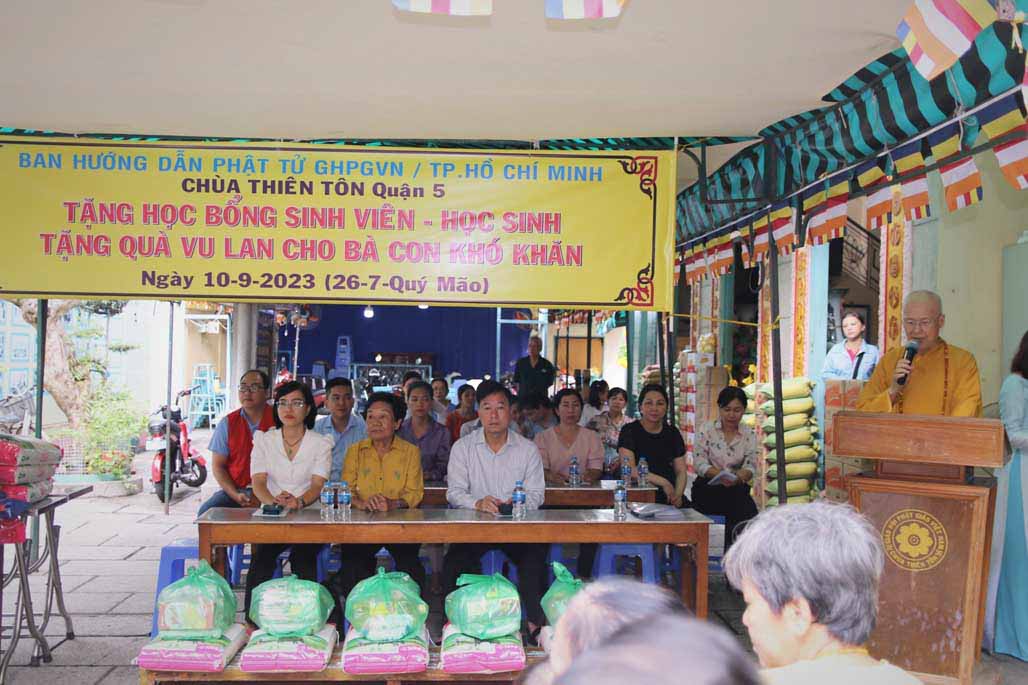 BAN HƯỚNG DẪN PHẬT TỬ GHPGVN / TP.HỒ CHÍ MINH
CHÙA THIÊN TÔN Quận 5
TẶNG HỌC BỔNG SINH VIÊN - HỌC SINH
TẶNG QUÀ VU LAN CHO BÀ CON KHÓ KHĂN
Ngày 10-9-2023 (26-7-Quý Mão)